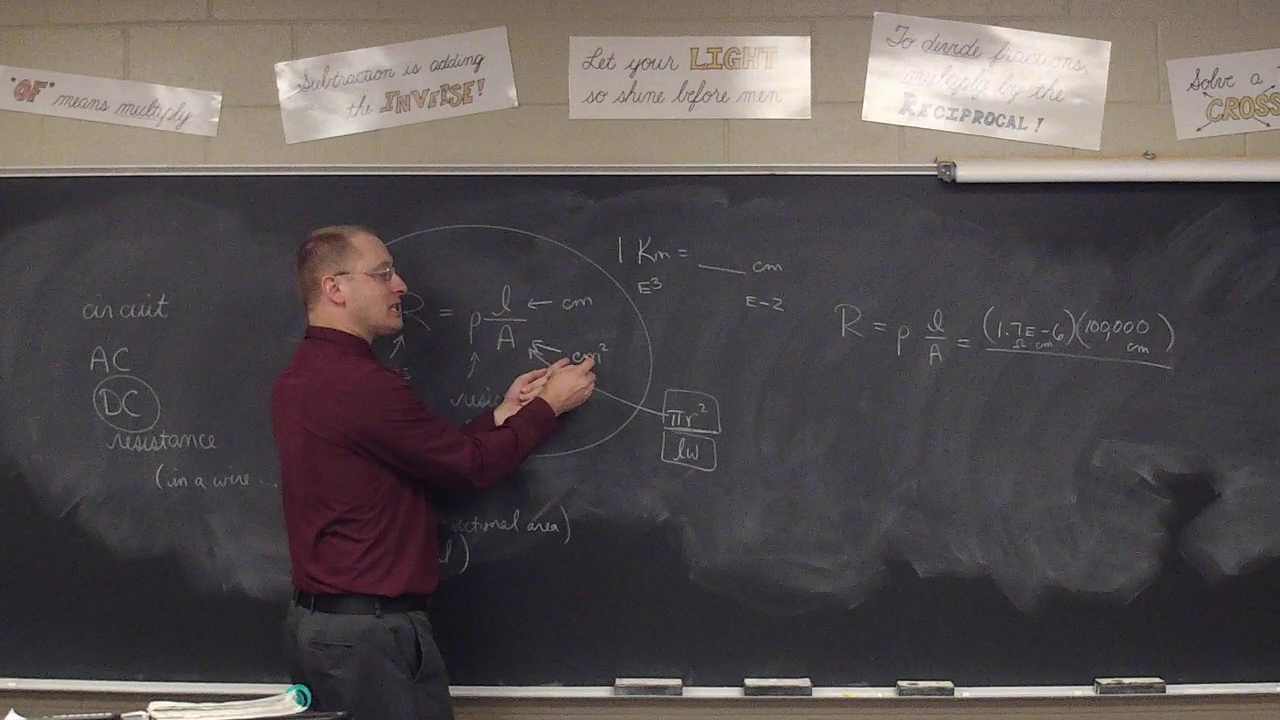 "OF" means multiply
Subtraction is adding
the INVERSE!
Let your LIGHT
so shine before men
To divide fractions,
multiply by the
RECIPROCAL!
Solve a
CROSS
circuit
AC
DC
resistance
(in a wire...
R = ρ l/A ← cm
cm²
sectional area)
1 Km = ___ cm
E3
E-2
πr²
lw
R = ρ l/A = (1.7E-6)(100,000)
Ω·cm cm